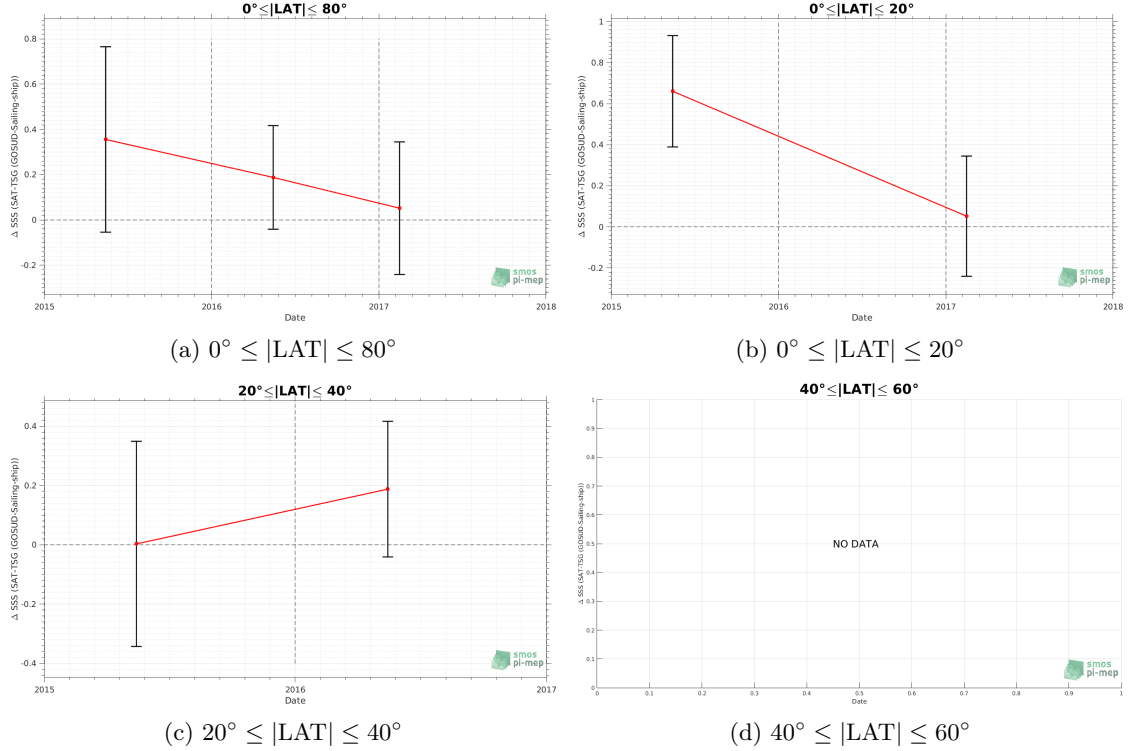 0°≤|LAT|≤ 80°
0.8
0.6
0.4
0.2
0
-0.2
Δ SSS (SAT-TSG (GOSUD-Sailing-ship))
2015
2016
2017
2018
Date
smos
pi-mep
(a) 0° ≤ |LAT| ≤ 80°
0°≤|LAT|≤ 20°
1
0.8
0.6
0.4
0.2
0
-0.2
Δ SSS (SAT-TSG (GOSUD-Sailing-ship))
2015
2016
2017
2018
Date
smos
pi-mep
(b) 0° ≤ |LAT| ≤ 20°
20°≤|LAT|≤ 40°
0.4
0.2
0
-0.2
-0.4
Δ SSS (SAT-TSG (GOSUD-Sailing-ship))
2015
2016
2017
Date
smos
pi-mep
(c) 20° ≤ |LAT| ≤ 40°
40°≤|LAT|≤ 60°
1
0.9
0.8
0.7
0.6
0.5
0.4
0.3
0.2
0.1
0
Δ SSS (SAT-TSG (GOSUD-Sailing-ship))
NO DATA
0
0.1
0.2
0.3
0.4
0.5
0.6
0.7
0.8
0.9
1
Date
smos
pi-mep
(d) 40° ≤ |LAT| ≤ 60°